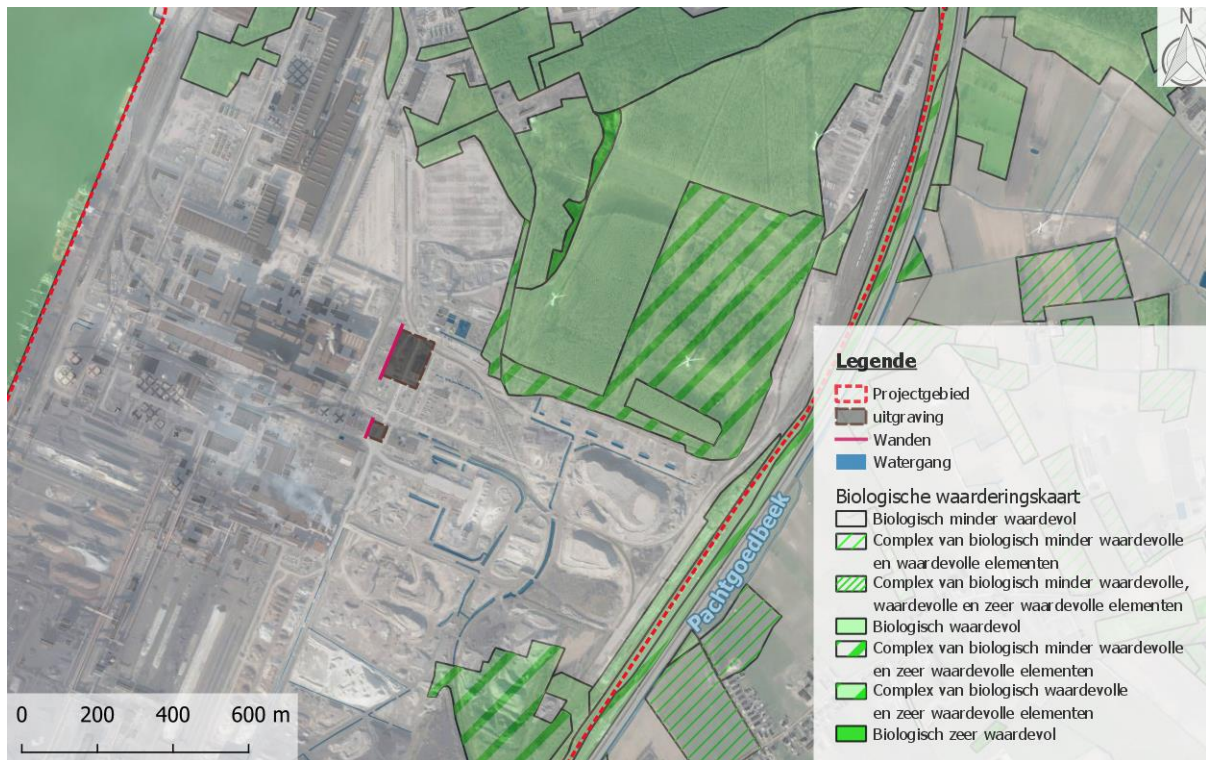 N
Pachtgoedbeek
Legende
Projectgebied
uitgraving
Wanden
Watergang
Biologische waarderingskaart
Biologisch minder waardevol
Complex van biologisch minder waardevolle
en waardevolle elementen
Complex van biologisch minder waardevolle,
waardevolle en zeer waardevolle elementen
Biologisch waardevol
Complex van biologisch minder waardevolle
en zeer waardevolle elementen
Complex van biologisch waardevolle
en zeer waardevolle elementen
Biologisch zeer waardevol
0 200 400 600 m